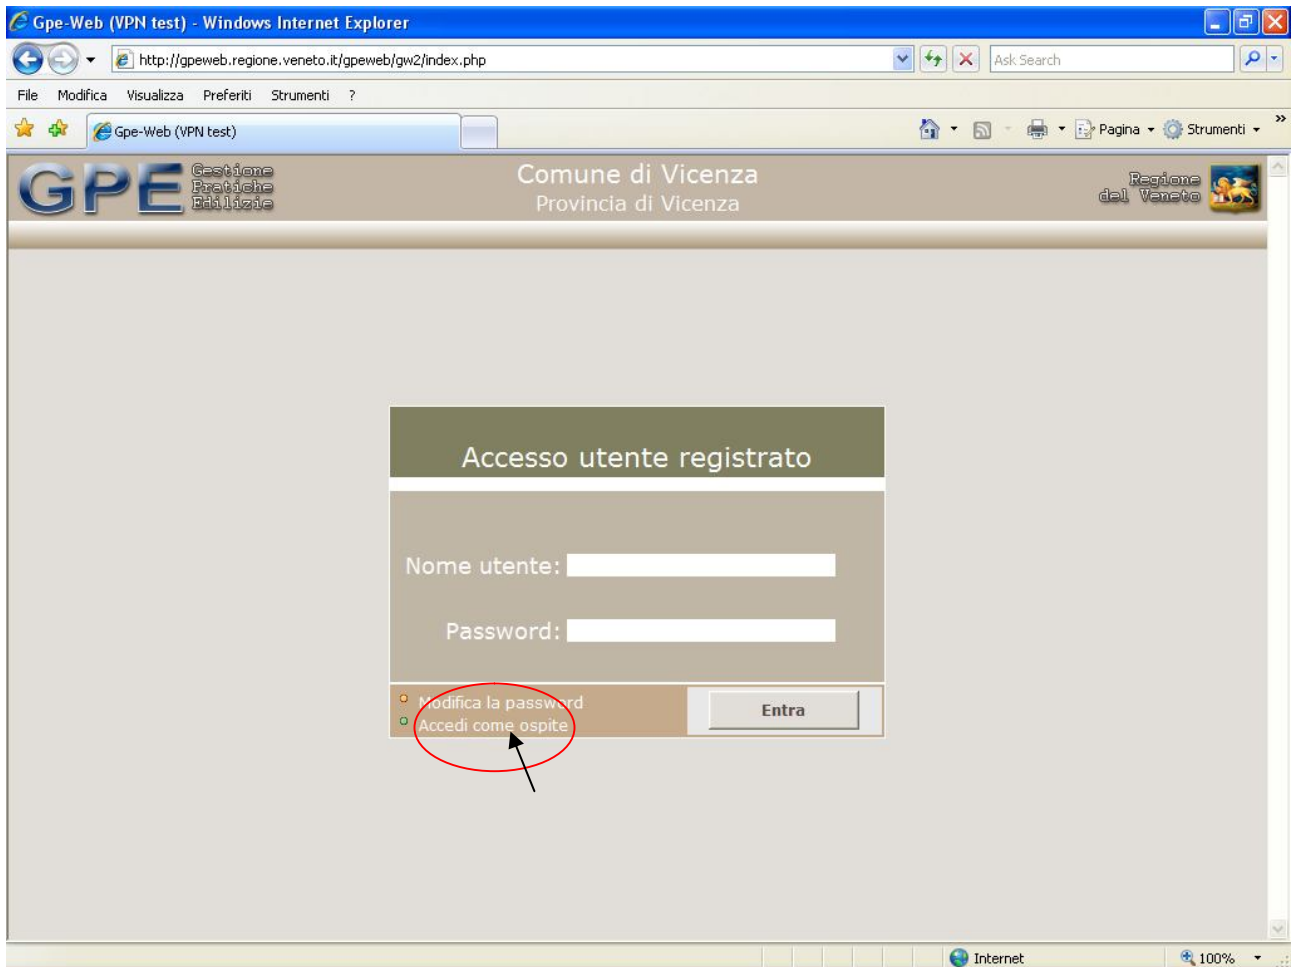 Gpe-Web (VPN test) - Windows Internet Explorer
http://gpeweb.regione.veneto.it/gpeweb/gw2/index.php
Ask Search
File Modifica Visualizza Preferiti Strumenti ?
Gpe-Web (VPN test)
Pagina Strumenti »
GPE Gestione
Pratiche
Edilizie
Comune di Vicenza
Provincia di Vicenza
Regione
del Veneto
Accesso utente registrato
Nome utente:
Password:
Modifica la password
Accedi come ospite
Entra
Internet 100%